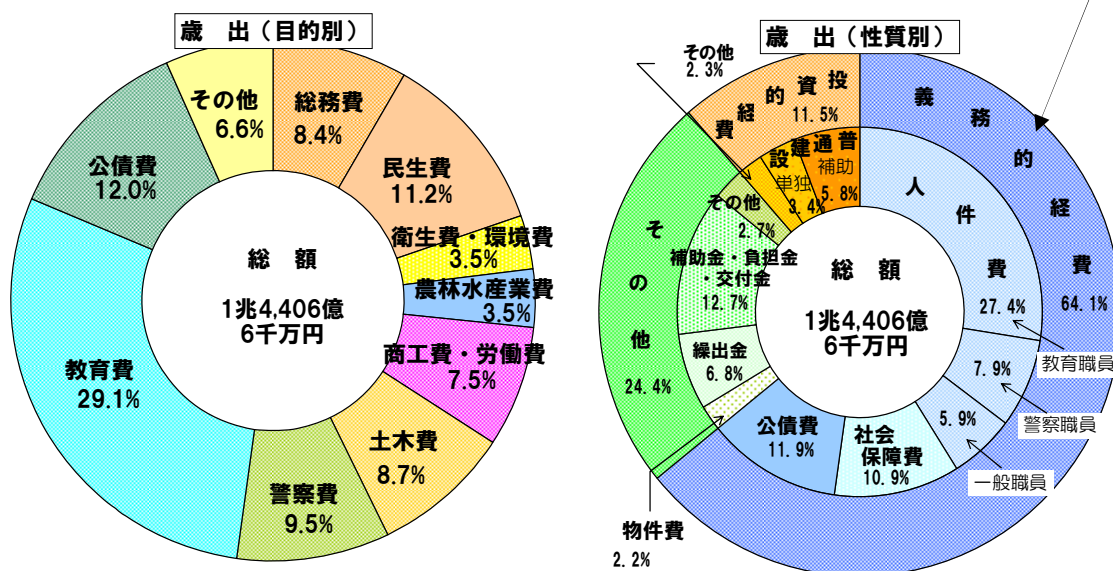 歳　出（目的別）
総務費
8.4%
民生費
11.2%
衛生費・環境費
3.5%
農林水産業費
3.5%
商工費・労働費
7.5%
土木費
8.7%
警察費
9.5%
教育費
29.1%
公債費
12.0%
その他
6.6%
総　額
1兆4,406億
6千万円
歳　出（性質別）
義務的経費
64.1%
人件費
27.4%
教育職員
7.9%
警察職員
5.9%
一般職員
社会
保障費
10.9%
公債費
11.9%
物件費
2.2%
繰出金
6.8%
補助金・負担金
・交付金
12.7%
その他
2.7%
その他
24.4%
その他
2.3%
投資的経費
11.5%
普通建設
補助
5.8%
単独
3.4%
総　額
1兆4,406億
6千万円